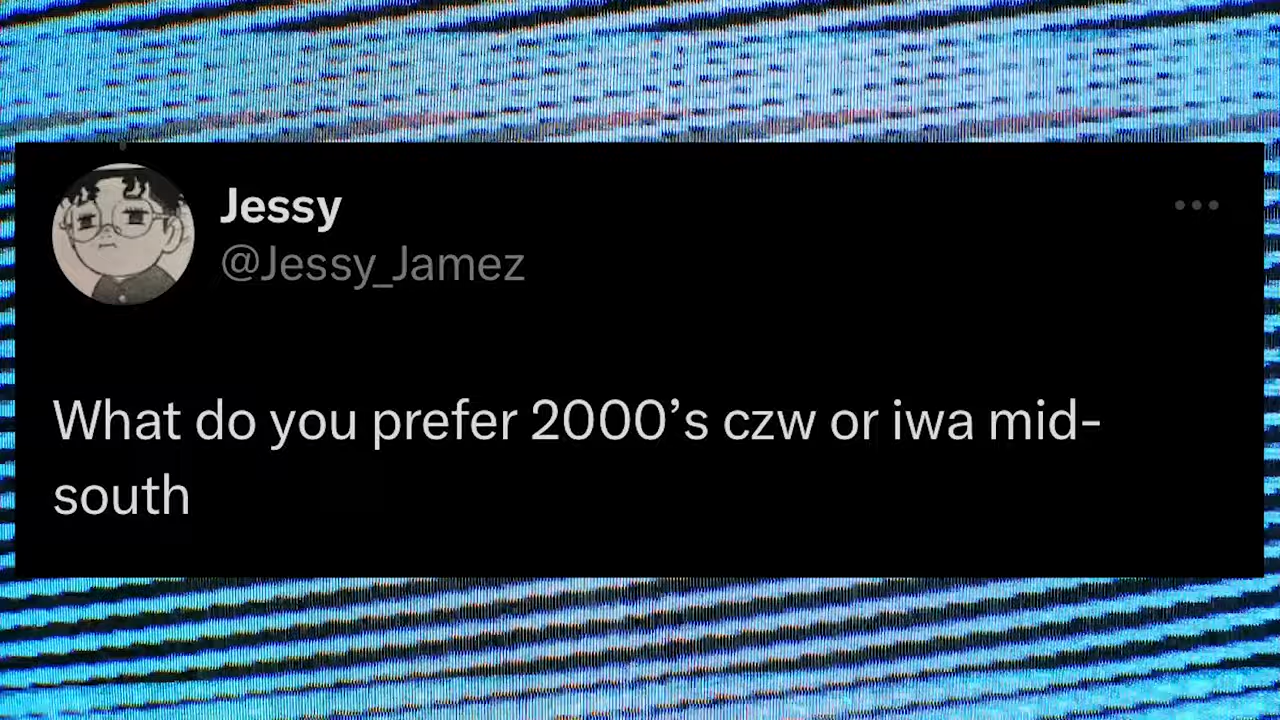 Jessy
@Jessy_Jamez
What do you prefer 2000’s czw or iwa mid-
south